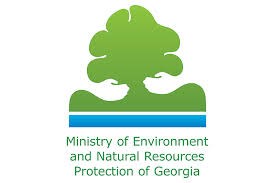 Ministry of Environment
and Natural Resources
Protection of Georgia